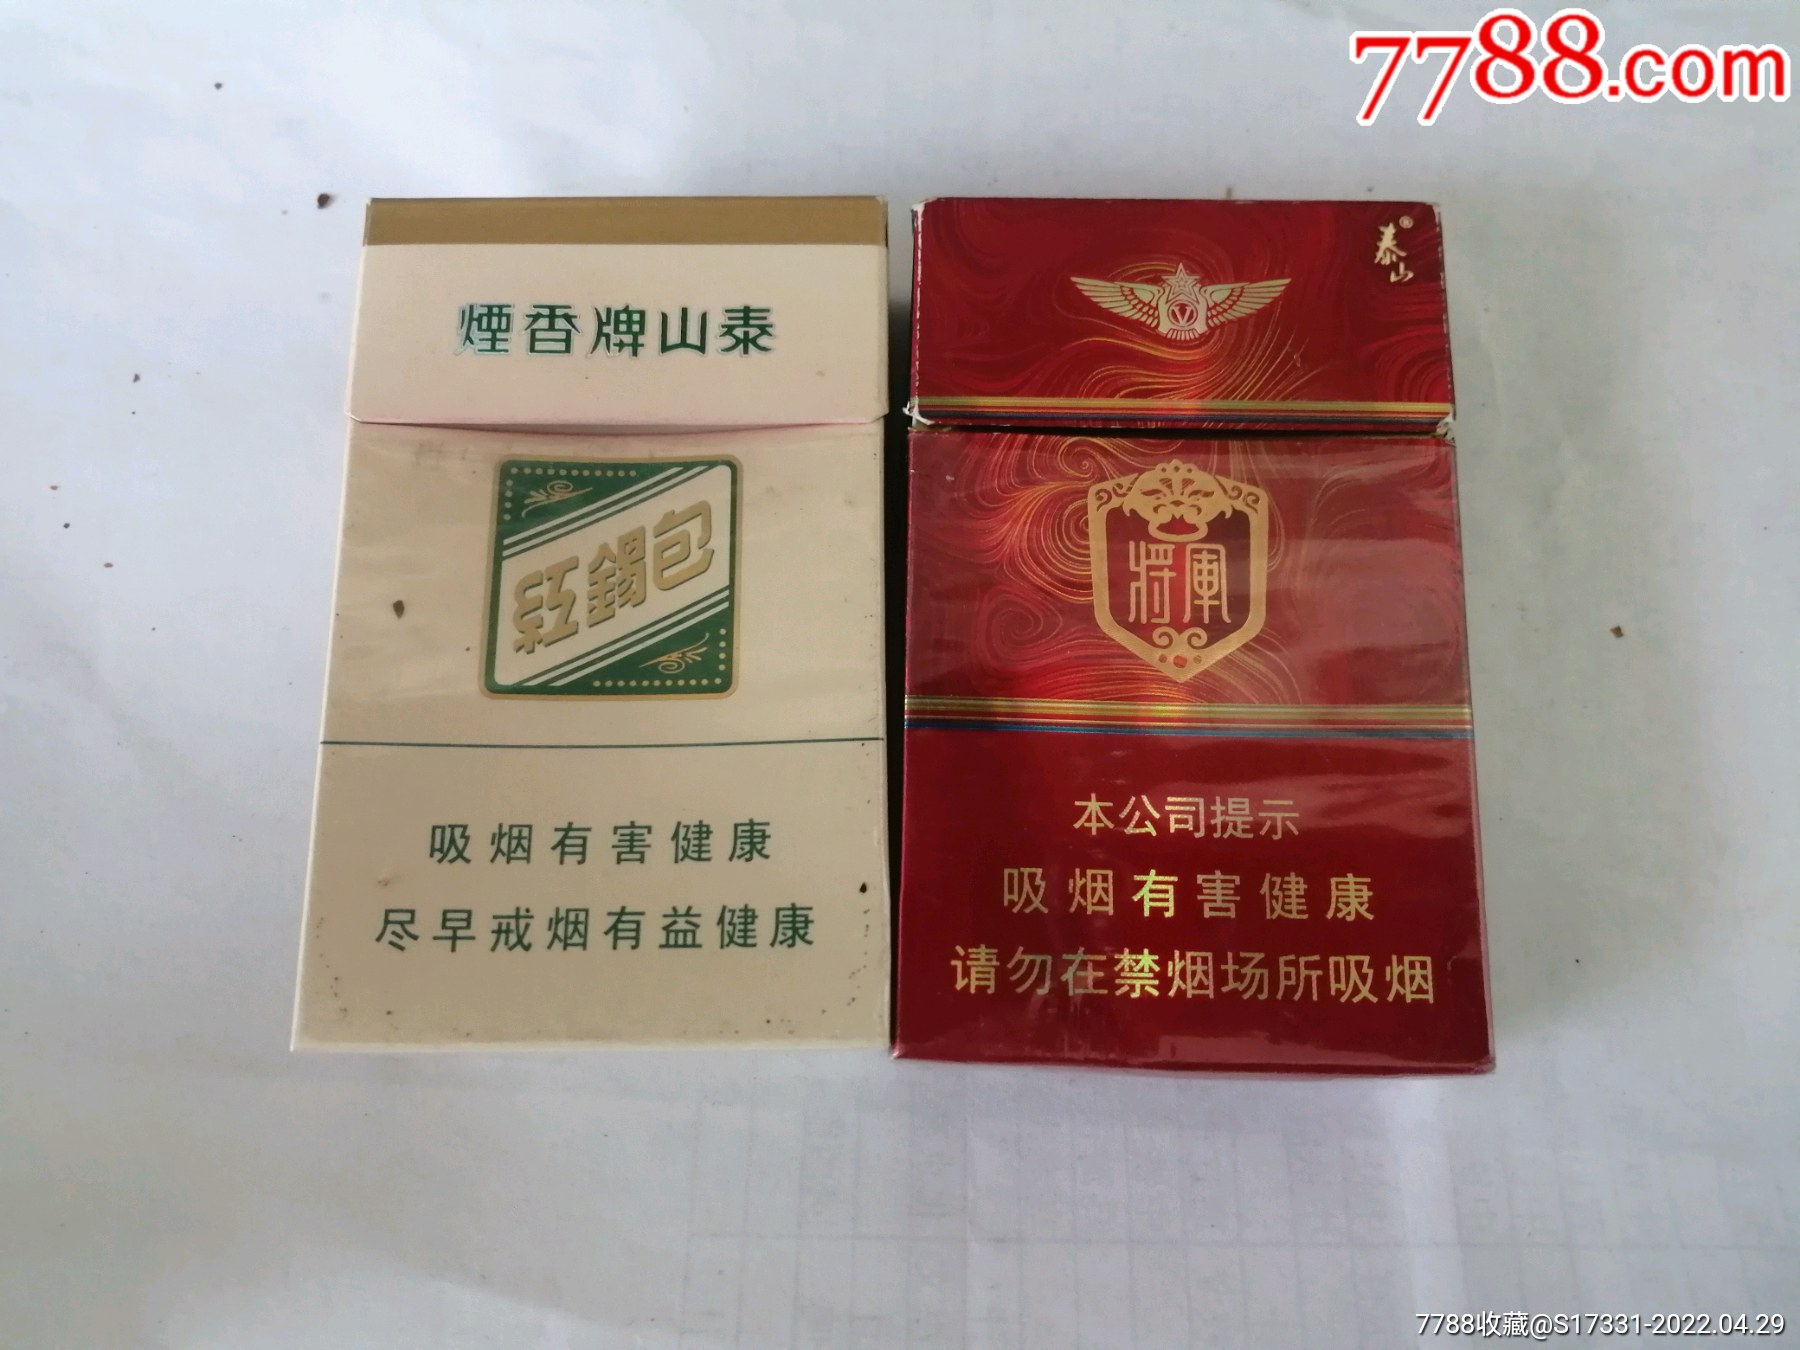 7788.com
煙香牌山泰
紅錫包
吸烟有害健康
尽早戒烟有益健康
泰山®
V
将軍
本公司提示
吸烟有害健康
请勿在禁烟场所吸烟
7788收藏@S17331-2022.04.29